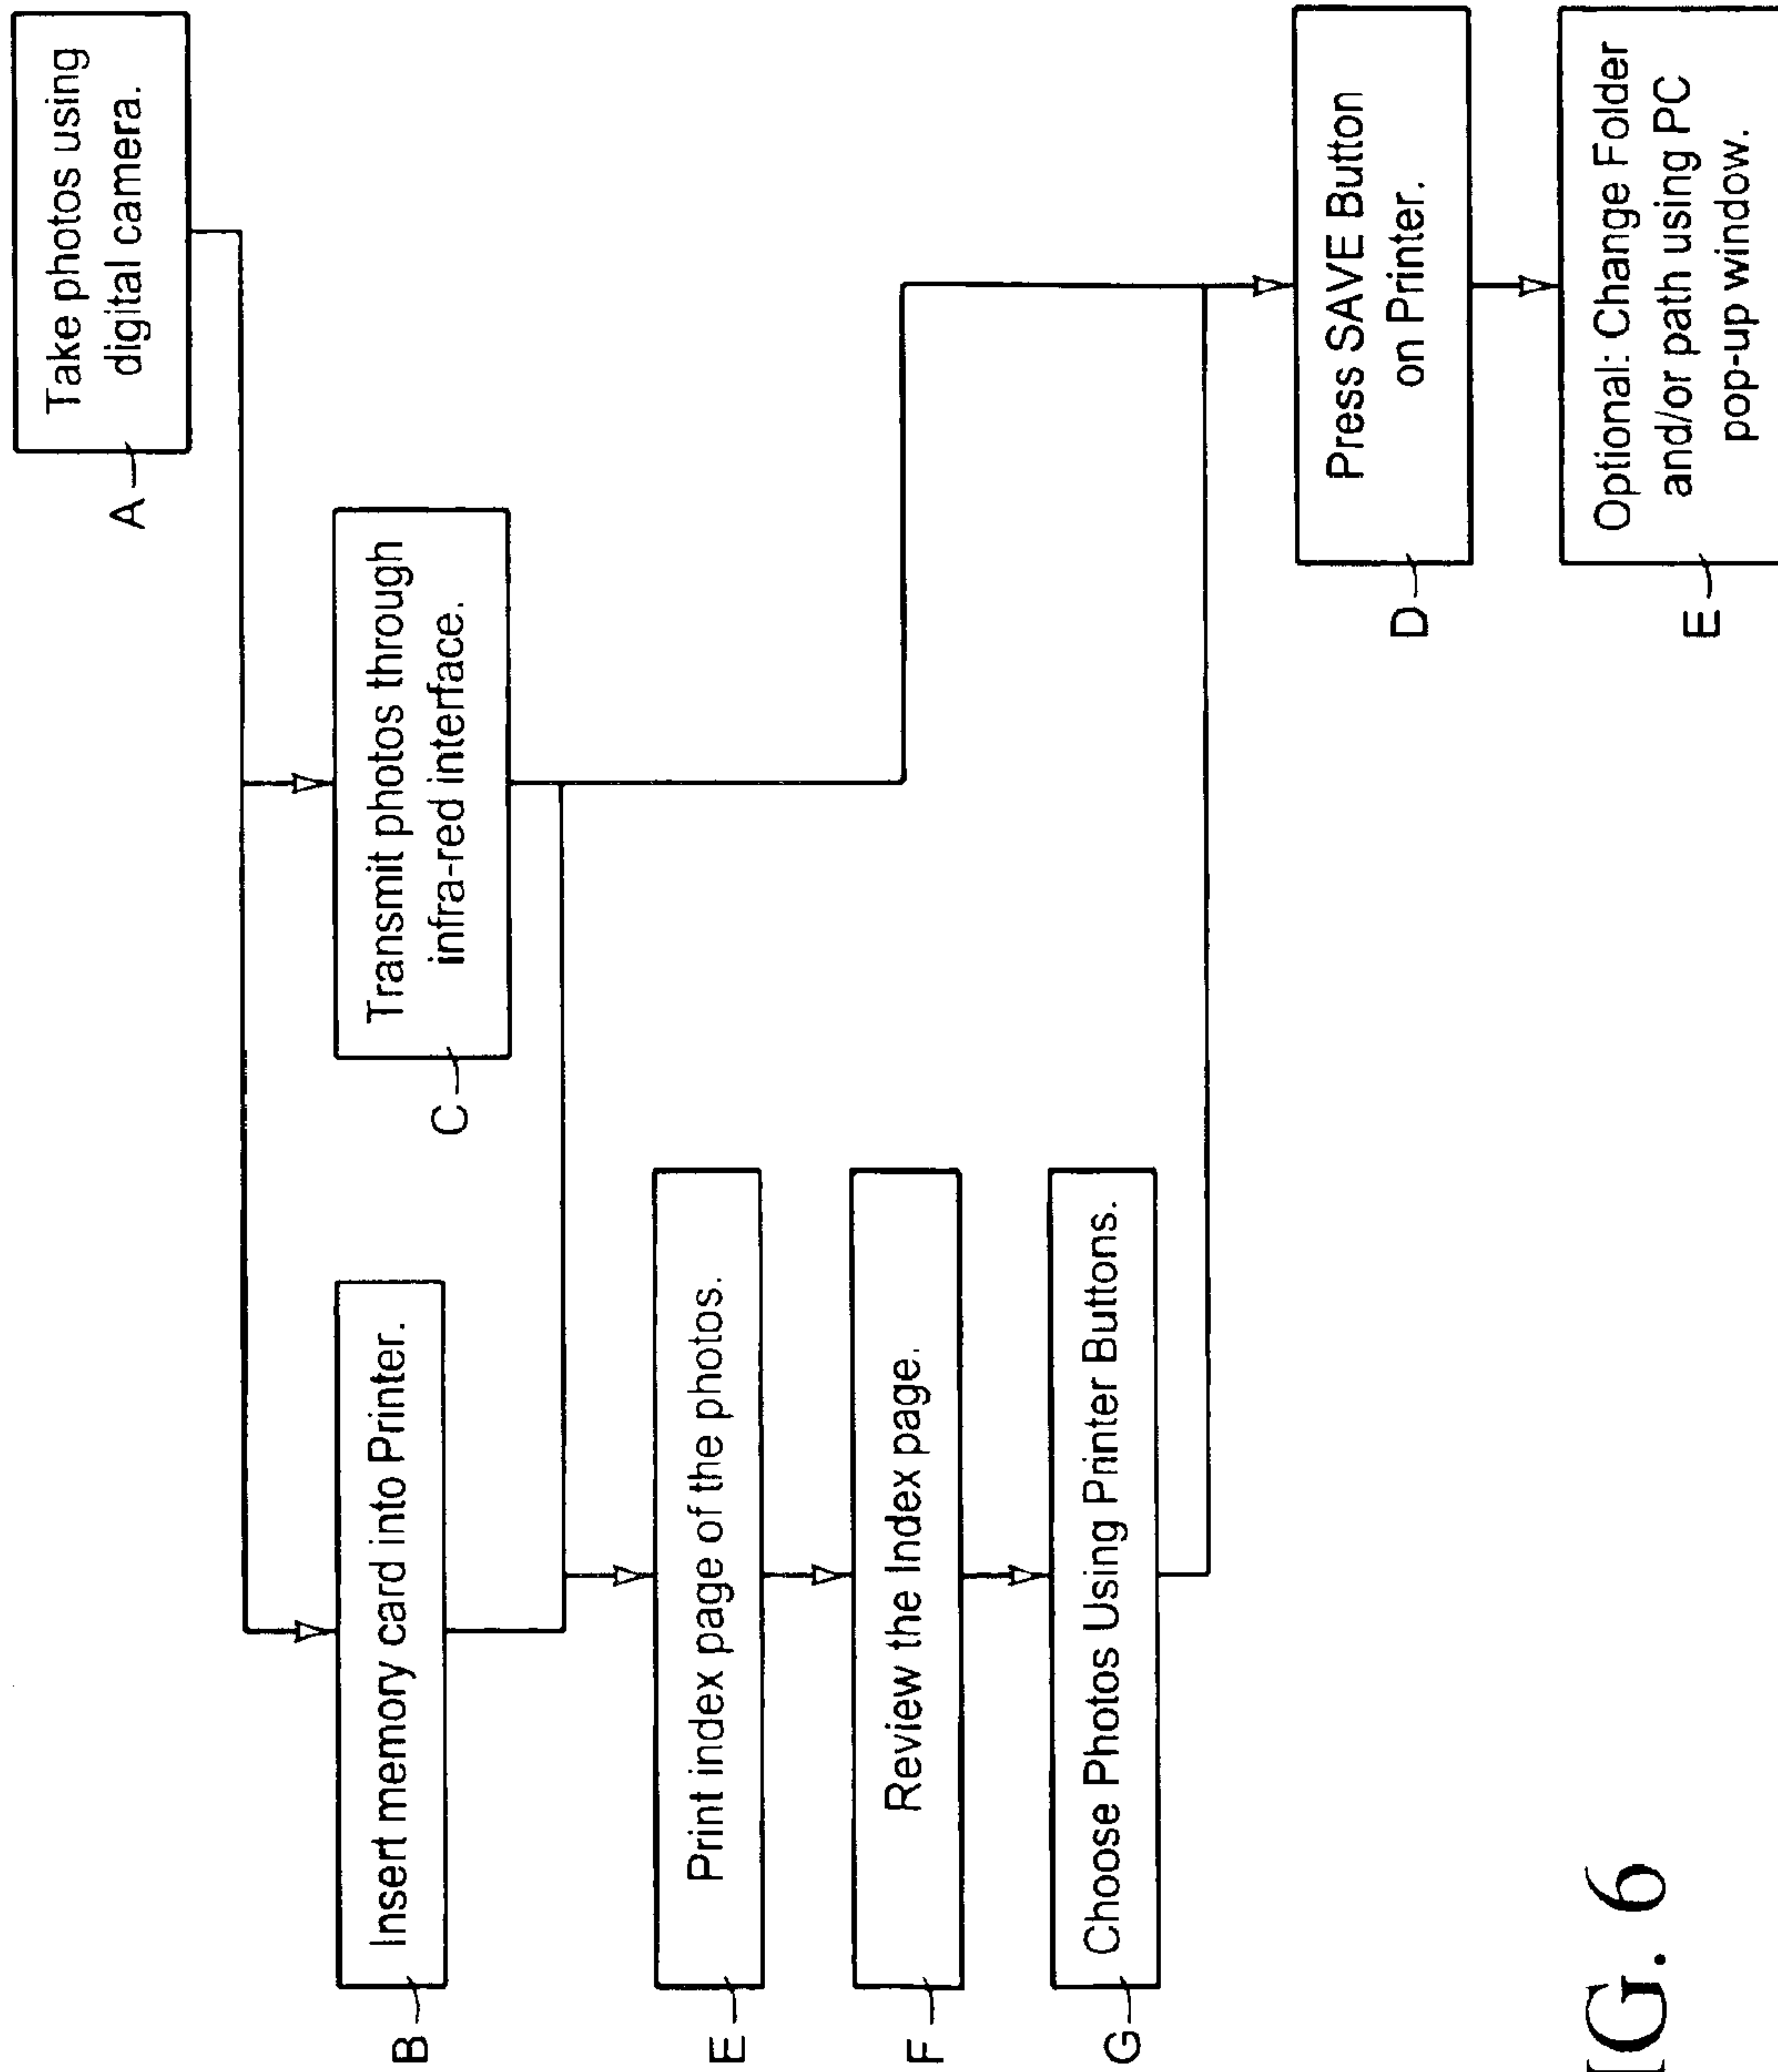 Take photos using
digital camera.
A
Insert memory card into Printer.
B
Transmit photos through
infra-red interface.
C
Print index page of the photos.
E
Review the Index page.
F
Choose Photos Using Printer Buttons.
G
Press SAVE Button
on Printer.
D
Optional: Change Folder
and/or path using PC
pop-up window.
E
IG. 6